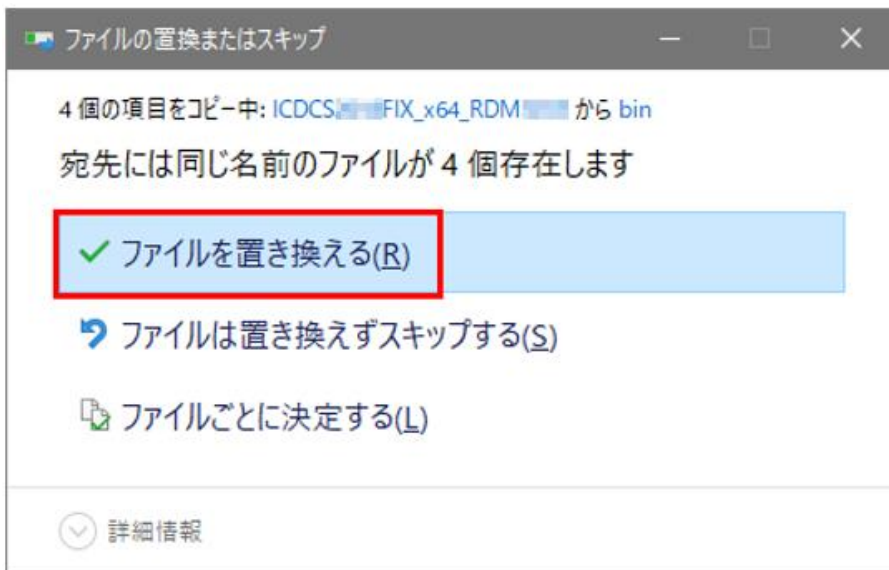 ファイルの置換またはスキップ
4 個の項目をコピー中: ICDCS FIX_x64_RDM から bin
宛先には同じ名前のファイルが 4 個存在します
ファイルを置き換える(R)
ファイルは置き換えずスキップする(S)
ファイルごとに決定する(L)
詳細情報